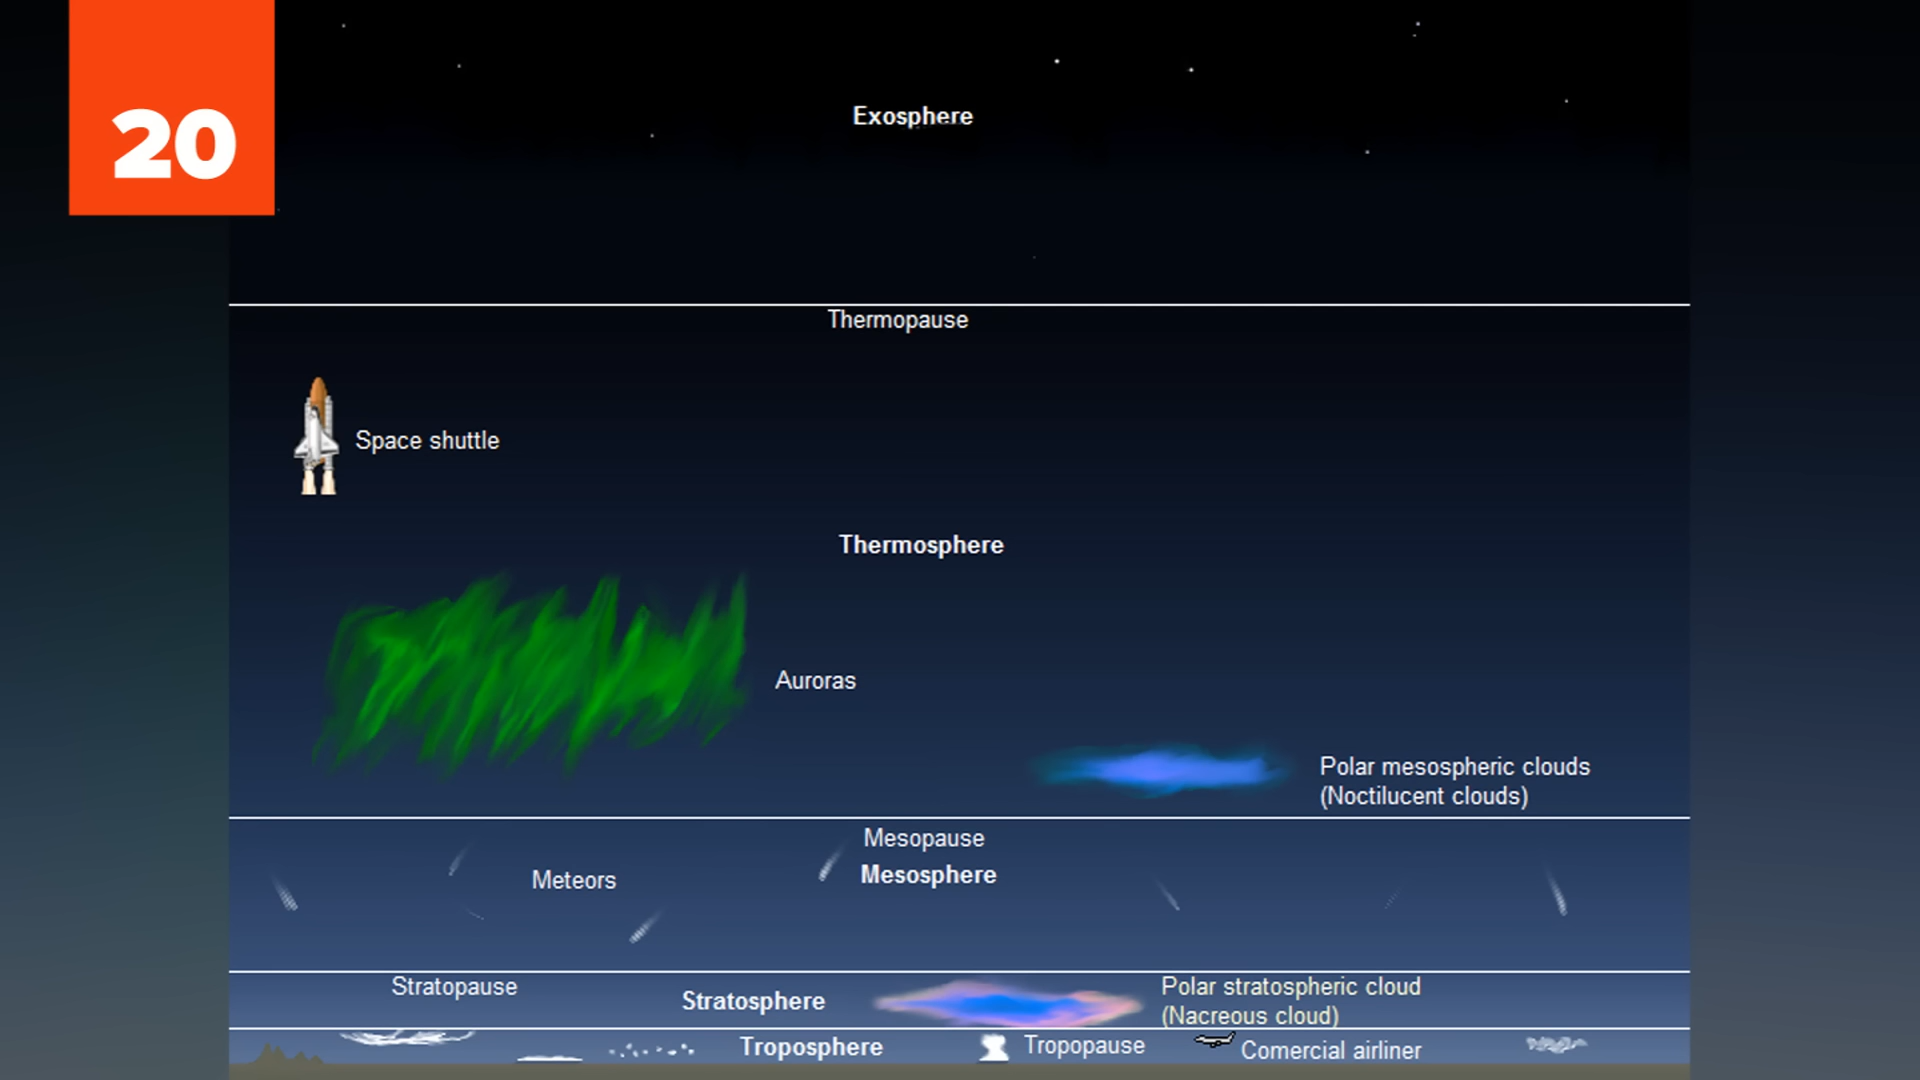 20
Exosphere
Thermopause
Space shuttle
Thermosphere
Auroras
Polar mesospheric clouds
(Noctilucent clouds)
Mesopause
Meteors
Mesosphere
Stratopause
Stratosphere
Polar stratospheric cloud
(Nacreous cloud)
Troposphere
Tropopause
Comercial airliner